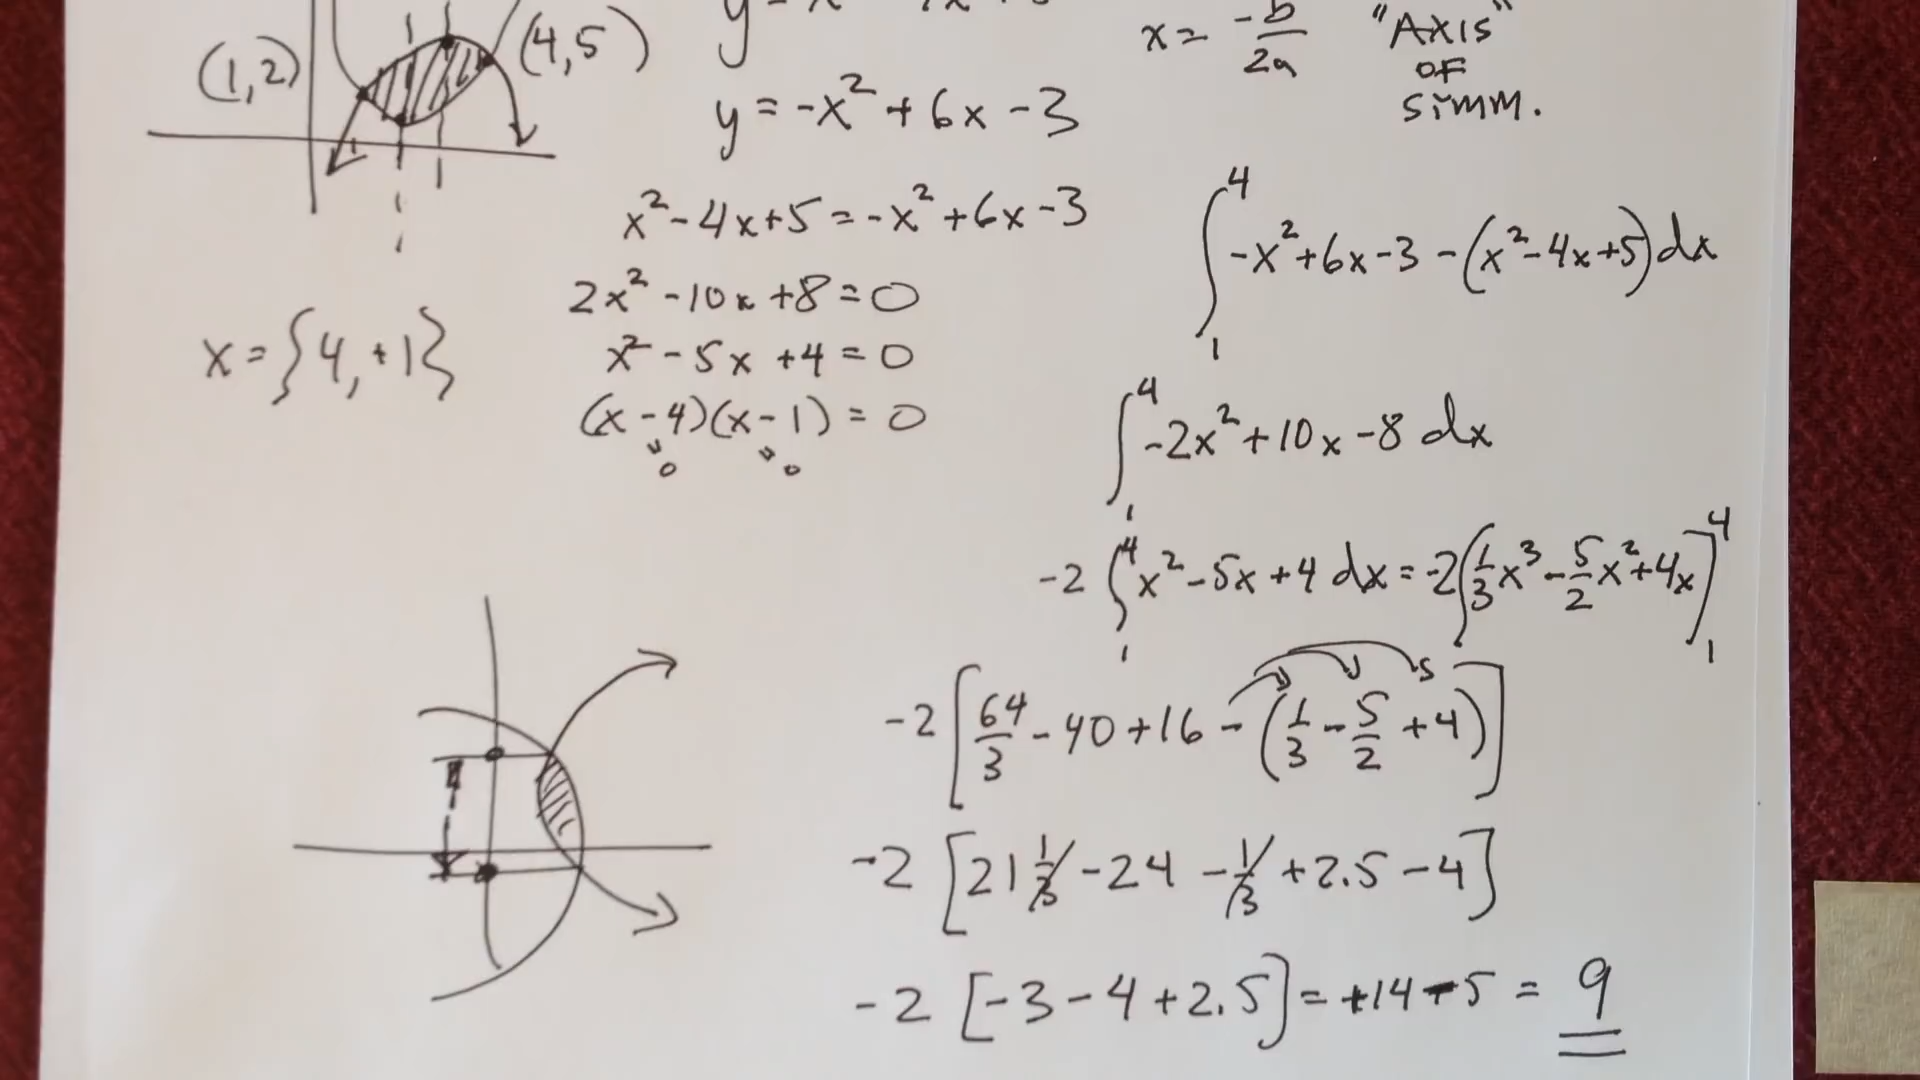 (1,2)
(4,5)
y = -x² + 6x - 3
x² - 4x + 5 = -x² + 6x - 3
2x² - 10x + 8 = 0
x² - 5x + 4 = 0
(x - 4)(x - 1) = 0
0 0
x = {4, +1}
x = -b/2a "AXIS"
OF
SIMM.
∫₁⁴ -x² + 6x - 3 - (x² - 4x + 5) dx
∫₁⁴ -2x² + 10x - 8 dx
-2 ∫₁⁴ x² - 5x + 4 dx = -2(1/3 x³ - 5/2 x² + 4x]₁⁴
-2 [64/3 - 40 + 16 - (1/3 - 5/2 + 4)]
-2 [21 1/3 - 24 - 1/3 + 2.5 - 4]
-2 [-3 - 4 + 2.5] = +14 - 5 = 9